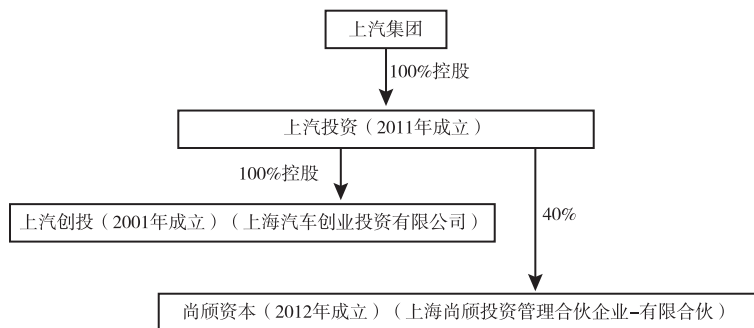 上汽集团
100%控股
上汽投资（2011年成立）
100%控股
上汽创投（2001年成立）（上海汽车创业投资有限公司）
40%
尚颀资本（2012年成立）（上海尚颀投资管理合伙企业-有限合伙）